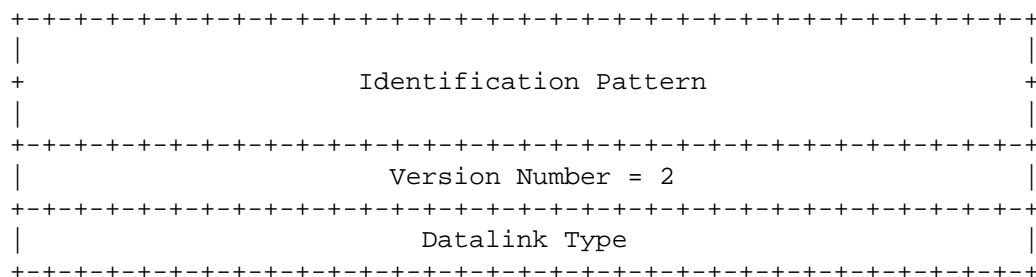 Identification Pattern
Version Number = 2
Datalink Type